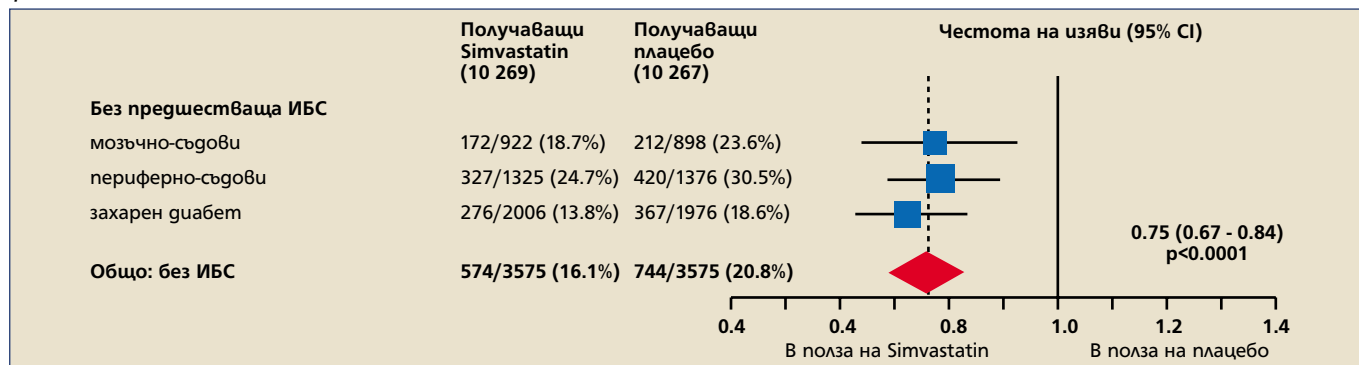 Получаващи Simvastatin (10 269)
Получаващи плацебо (10 267)
Честота на изяви (95% CI)
Без предшестваща ИБС
мозъчно-съдови 172/922 (18.7%) 212/898 (23.6%)
периферно-съдови 327/1325 (24.7%) 420/1376 (30.5%)
захарен диабет 276/2006 (13.8%) 367/1976 (18.6%)
0.75 (0.67 - 0.84)
p<0.0001
Общо: без ИБС 574/3575 (16.1%) 744/3575 (20.8%)
0.4 0.4 0.8 1.0 1.2 1.4
В полза на Simvastatin В полза на плацебо